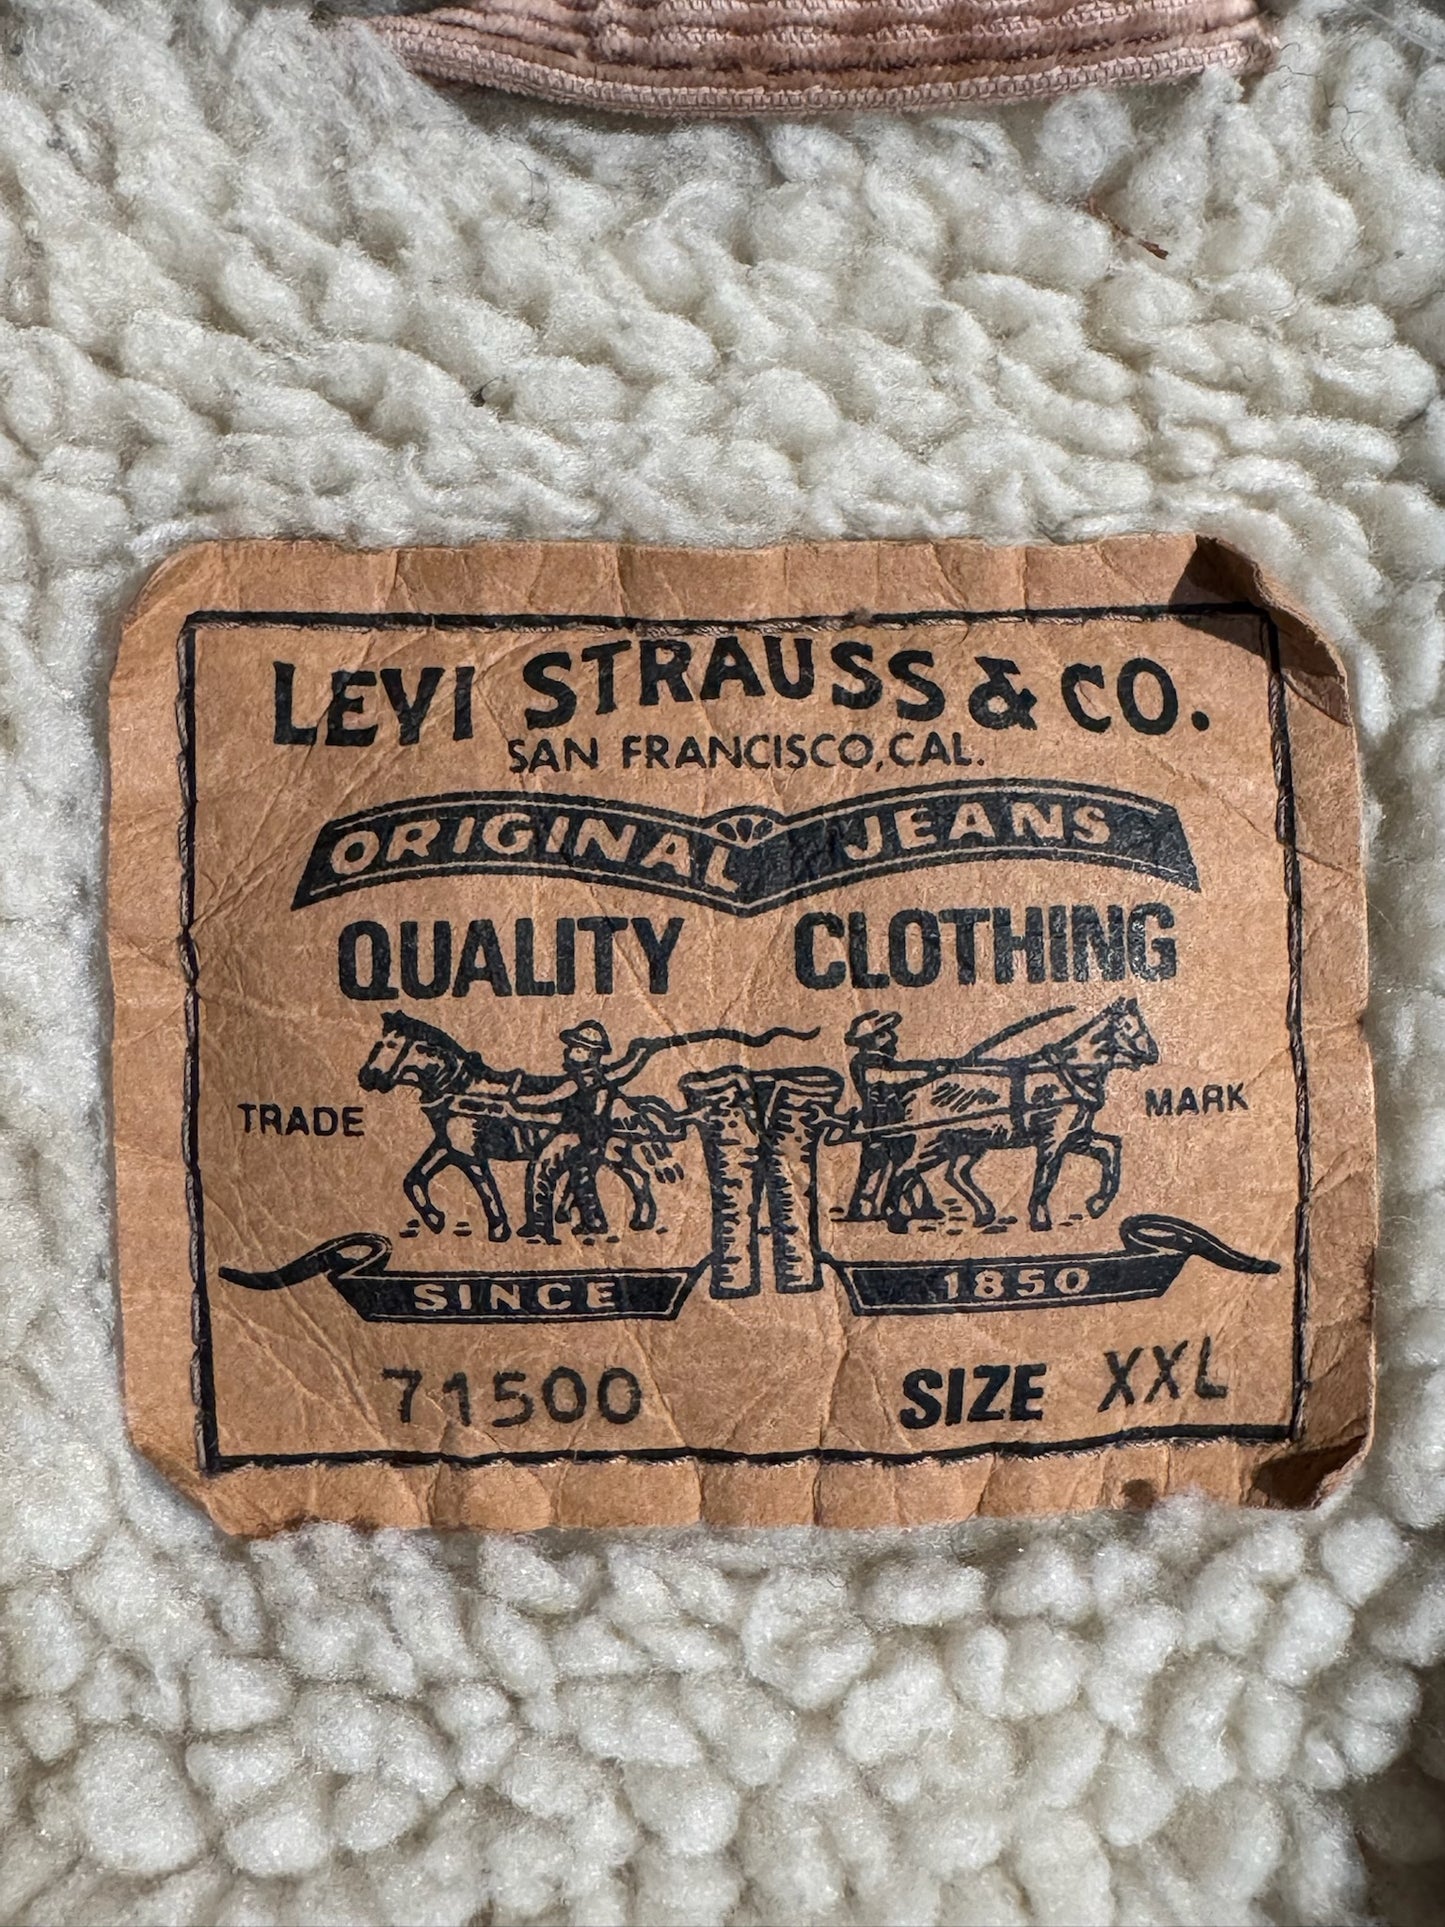 LEVI STRAUSS & CO.
SAN FRANCISCO, CAL.
ORIGINAL JEANS
QUALITY CLOTHING
TRADE MARK
SINCE 1850
71500 SIZE XXL